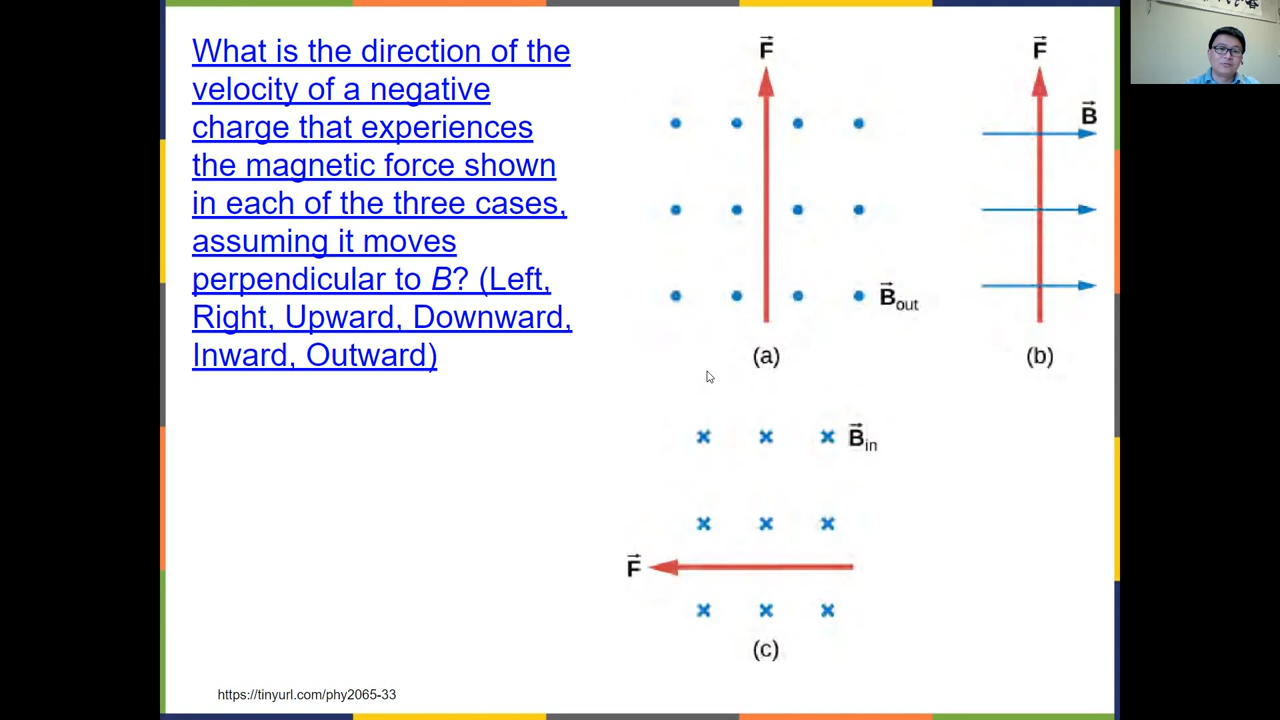 What is the direction of the
velocity of a negative
charge that experiences
the magnetic force shown
in each of the three cases,
assuming it moves
perpendicular to B? (Left,
Right, Upward, Downward,
Inward, Outward)
F
B out
(a)
F
B
(b)
B in
F
(c)
https://tinyurl.com/phy2065-33